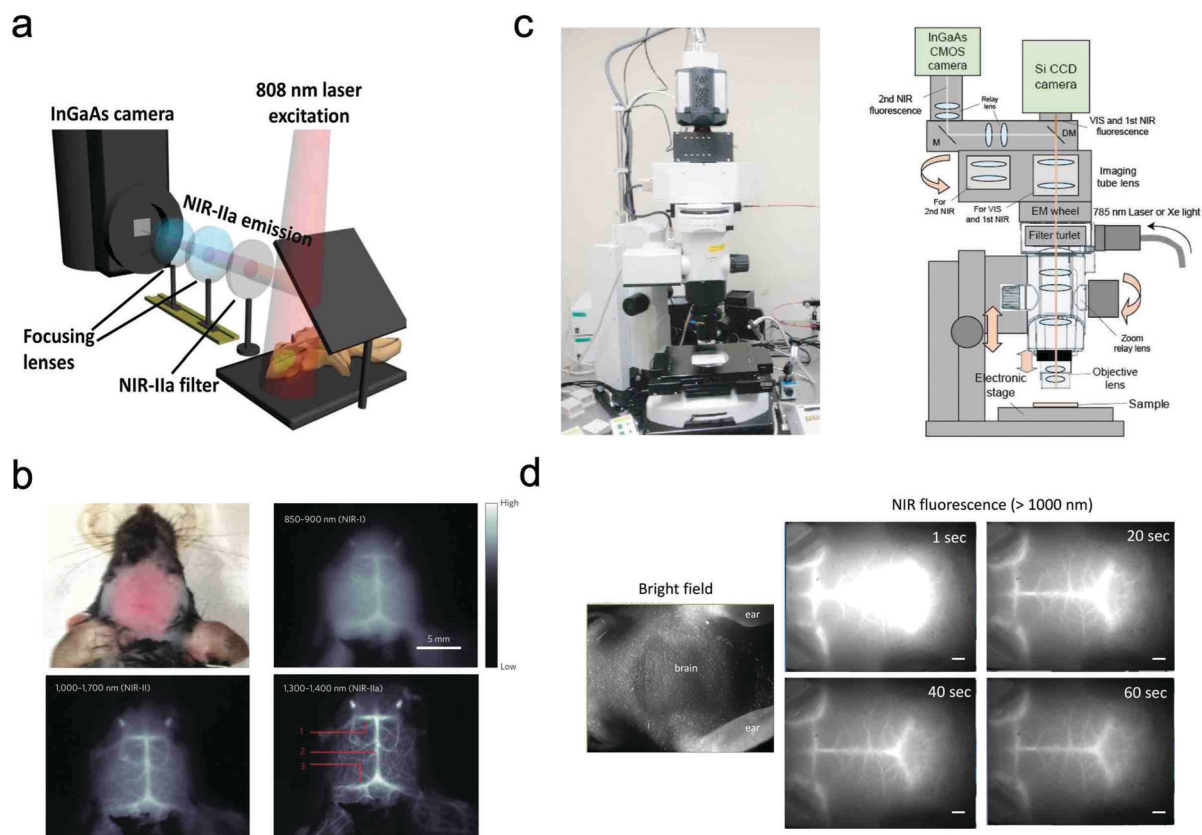 a
808 nm laser
excitation
InGaAs camera
NIR-IIa emission
Focusing
lenses
NIR-IIa filter
b
850–900 nm (NIR-I)
5 mm
High
Low
1,000–1,700 nm (NIR-II)
1,300–1,400 nm (NIR-IIa)
1
2
3
c
InGaAs
CMOS
camera
Si CCD
camera
2nd NIR
fluorescence
Relay
lens
VIS and 1st NIR
fluorescence
M
DM
Imaging
tube lens
For
2nd NIR
For VIS
and 1st NIR
EM wheel
785 nm Laser or Xe light
Filter turlet
Zoom
relay lens
Electronic
stage
Objective
lens
Sample
d
NIR fluorescence (> 1000 nm)
Bright field
ear
brain
ear
1 sec
20 sec
40 sec
60 sec